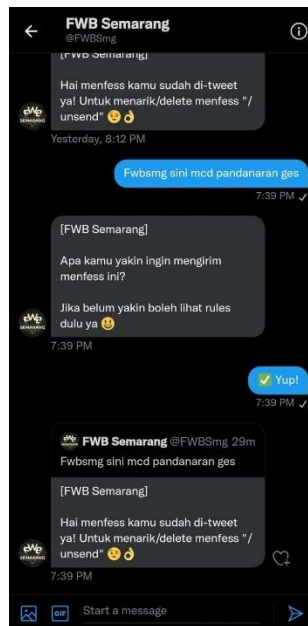 FWB Semarang
@FWBSmg
[FWB Semarang]
Hai menfess kamu sudah di-tweet
ya! Untuk menarik/delete menfess "/
unsend" 😉👌
Yesterday, 8:12 PM
Fwbsmg sini mcd pandanaran ges
7:39 PM ✓
[FWB Semarang]
Apa kamu yakin ingin mengirim
menfess ini?
Jika belum yakin boleh lihat rules
dulu ya 😃
7:39 PM
✅ Yup!
7:39 PM ✓
FWB Semarang @FWBSmg 29m
Fwbsmg sini mcd pandanaran ges
[FWB Semarang]
Hai menfess kamu sudah di-tweet
ya! Untuk menarik/delete menfess "/
unsend" 😉👌
7:39 PM
GIF
Start a message